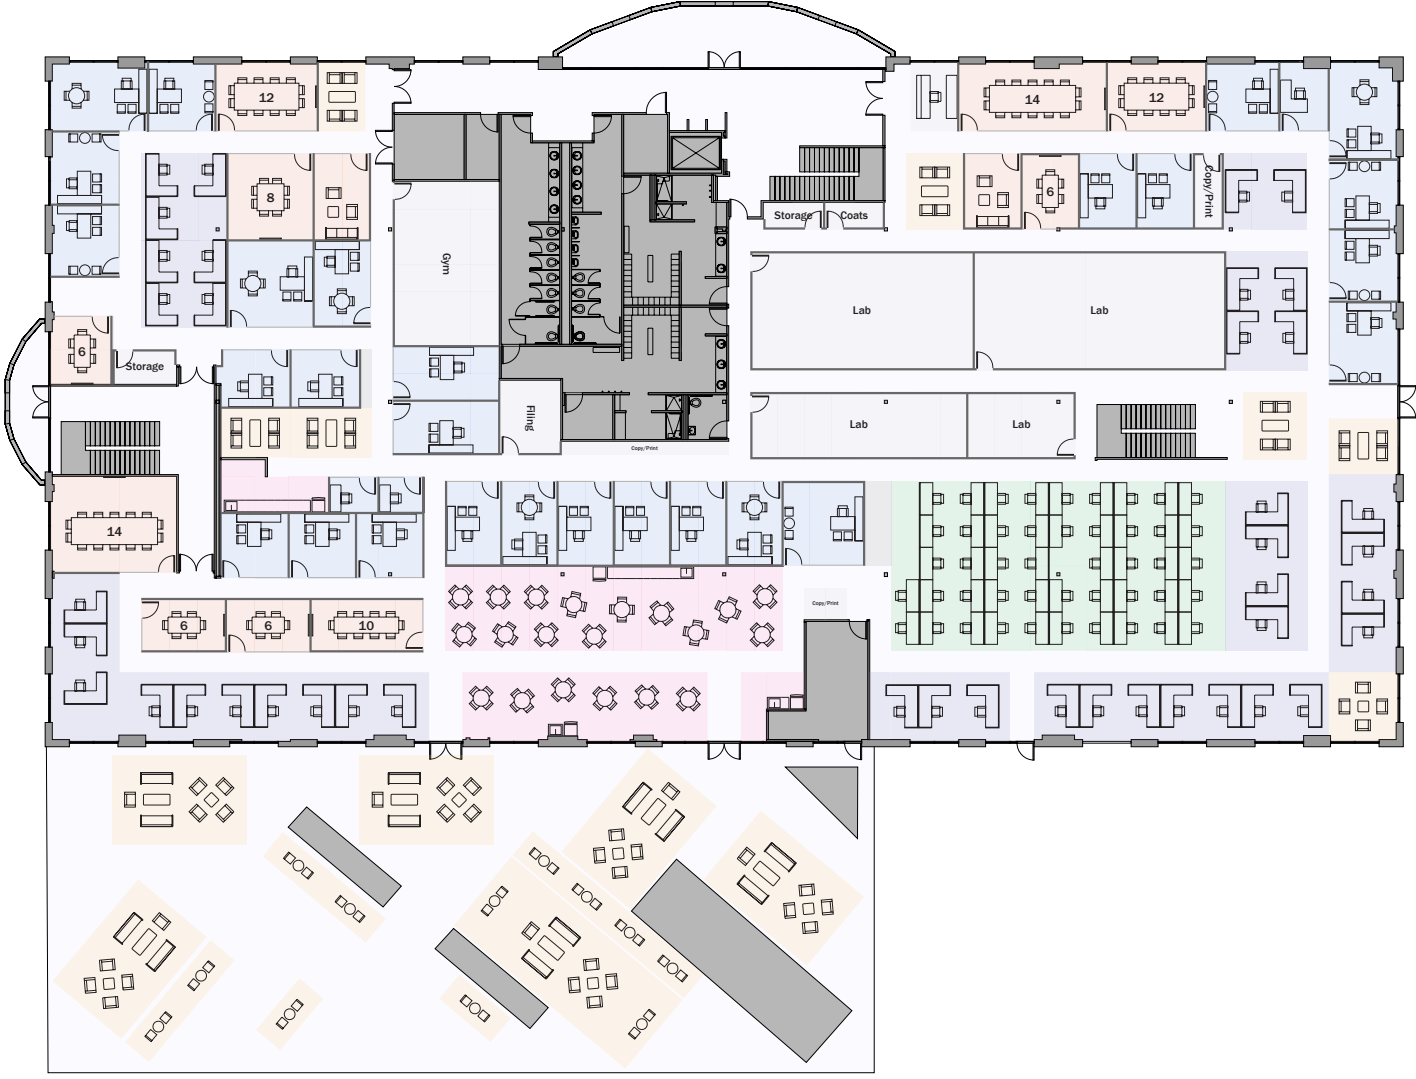 12
14
12
8
6
Copy/Print
Storage
Coats
Gym
Lab
Lab
6
Storage
Filing
Lab
Lab
Copy/Print
14
Copy/Print
6
6
10